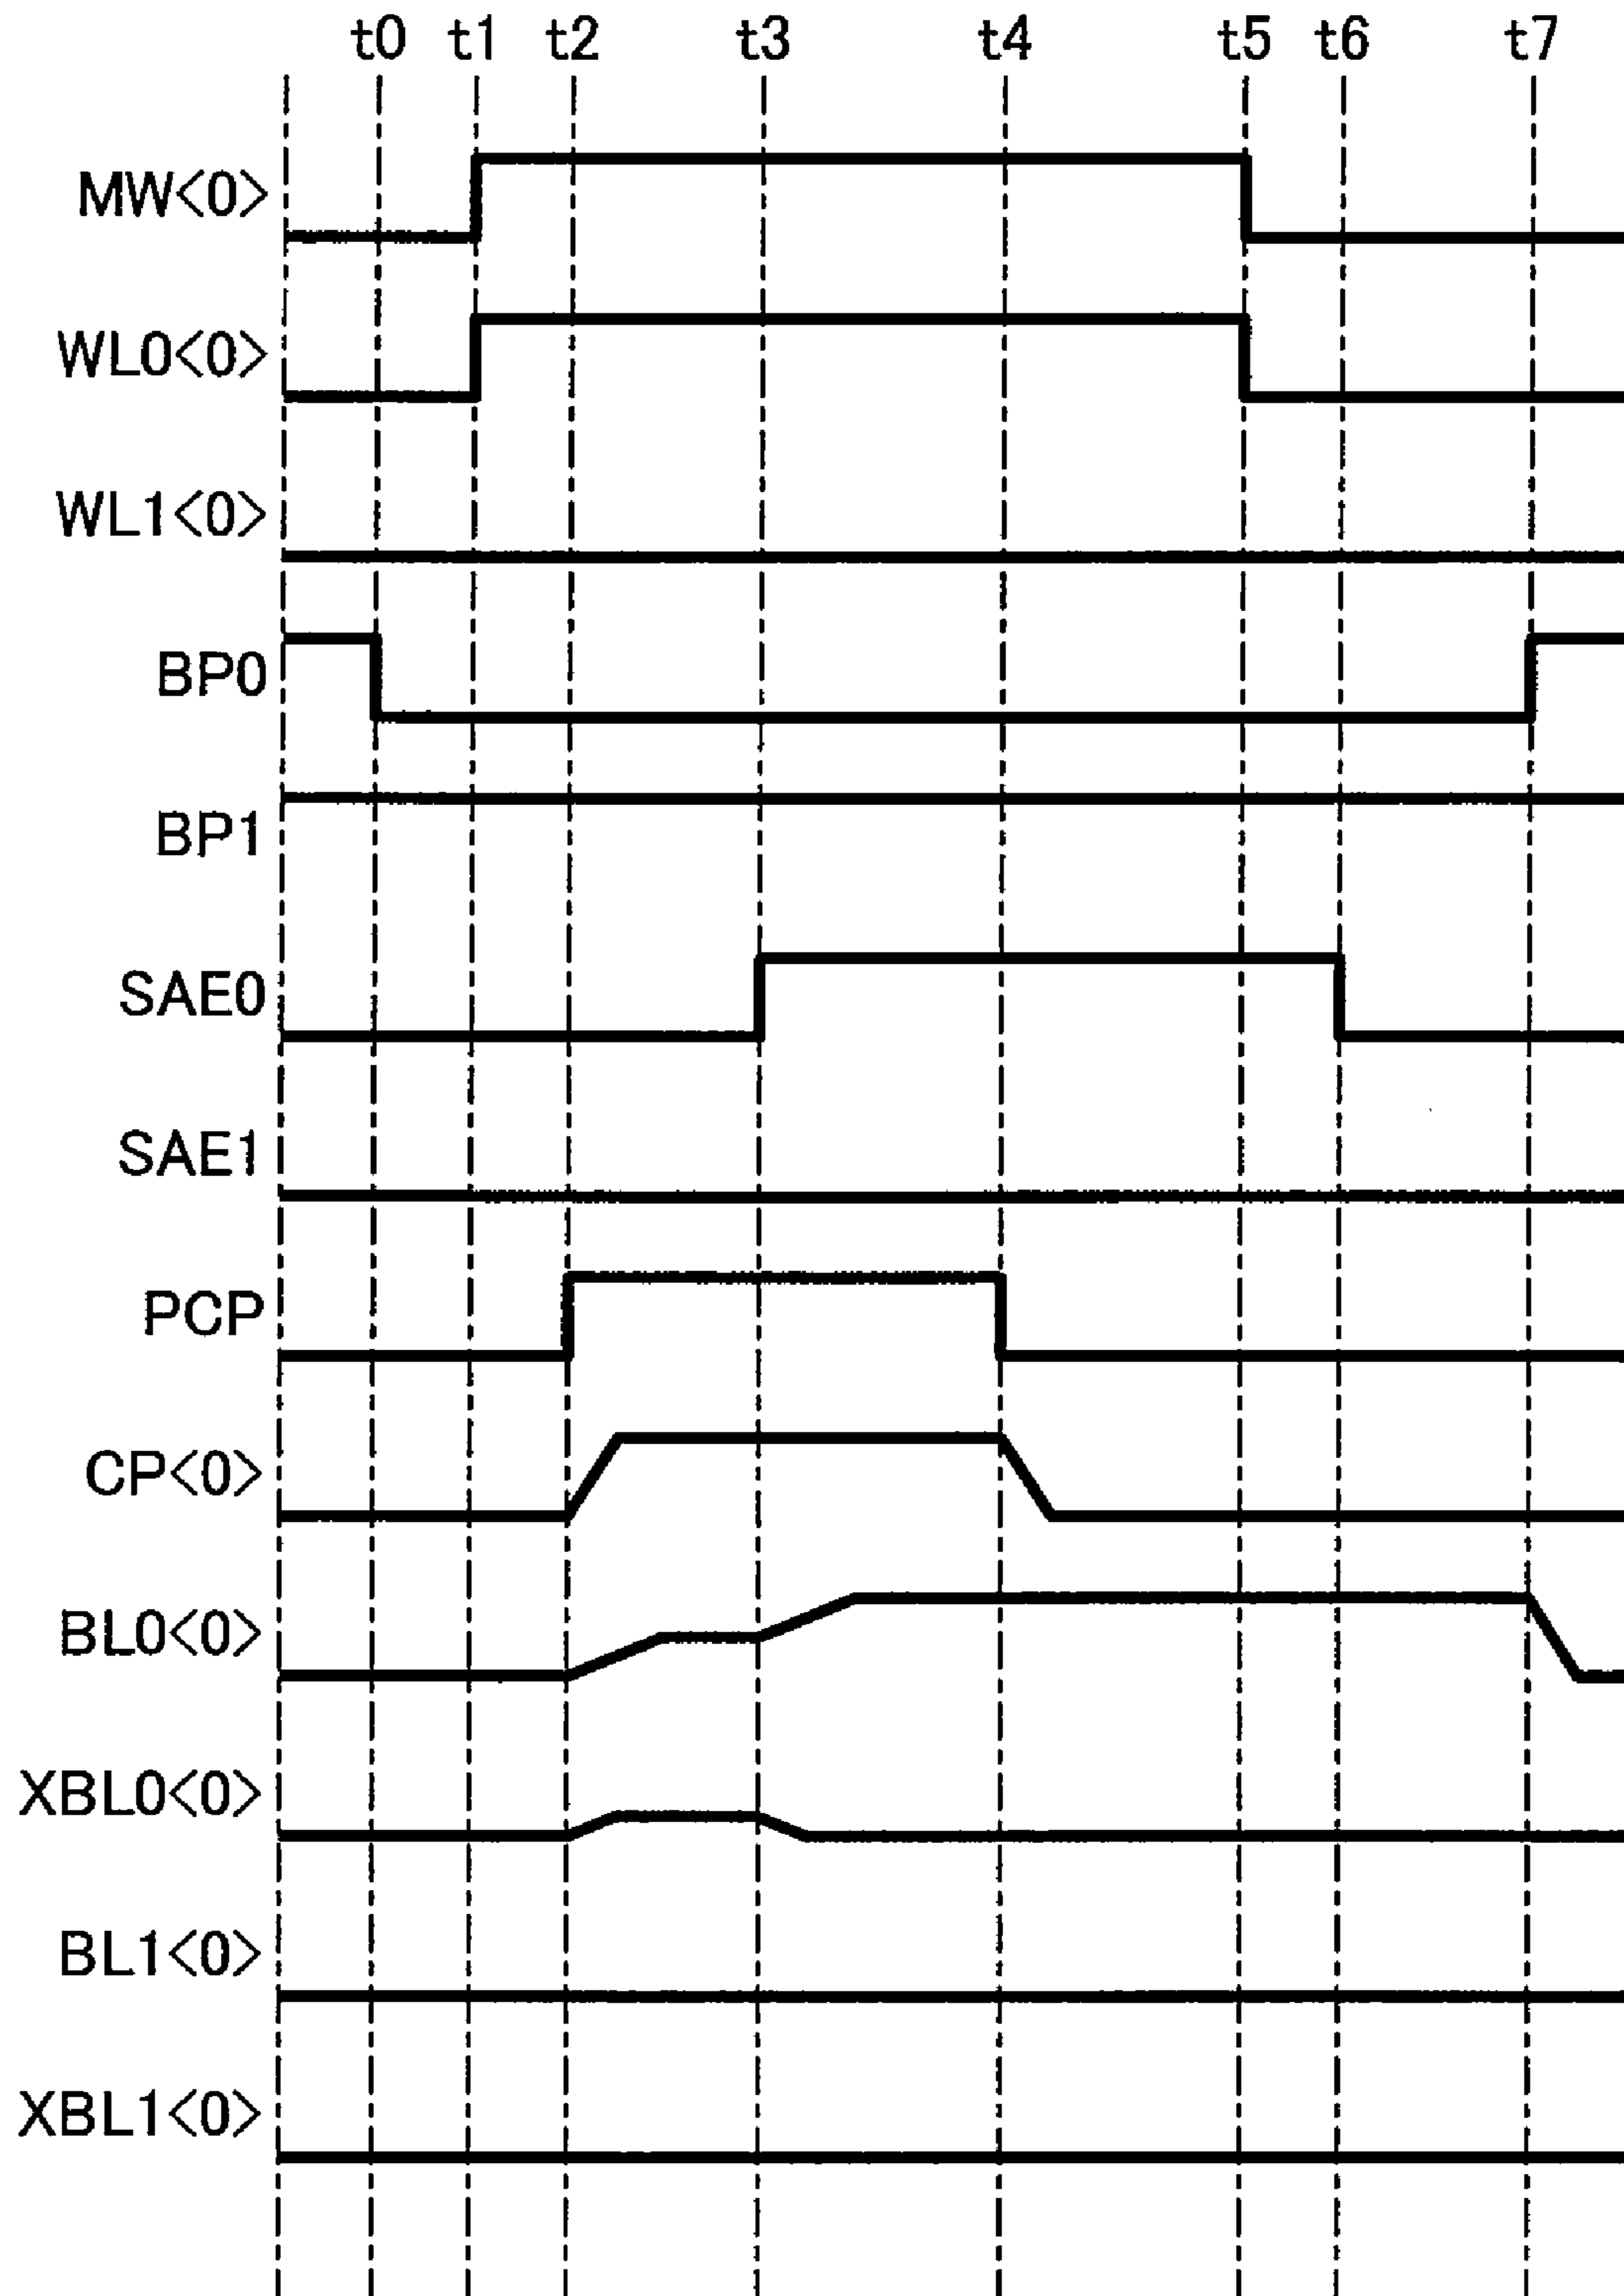 t0 t1 t2 t3 t4 t5 t6 t7
MW<0>
WL0<0>
WL1<0>
BP0
BP1
SAE0
SAE1
PCP
CP<0>
BL0<0>
XBL0<0>
BL1<0>
XBL1<0>